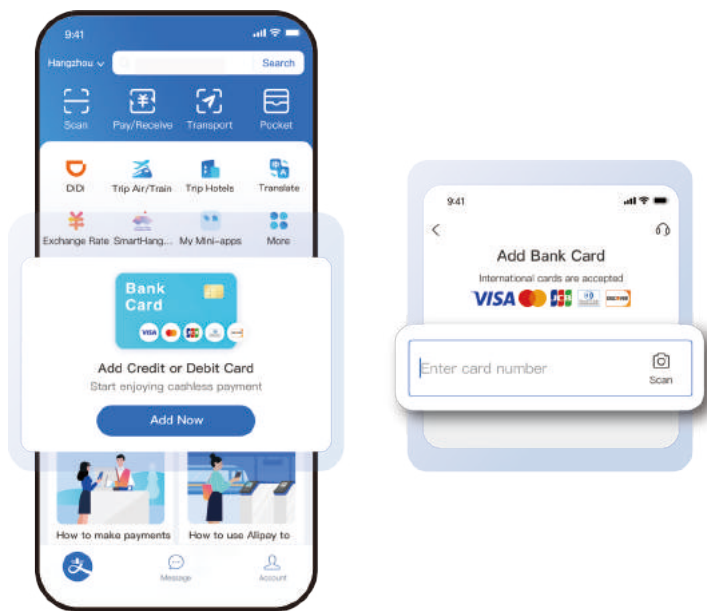 9:41
Hangzhou
Search
Scan
Pay/Receive
Transport
Pocket
DiDi
Trip Air/Train
Trip Hotels
Translate
Exchange Rate
SmartHang...
My Mini-apps
More
Bank
Card
VISA
JCB
Add Credit or Debit Card
Start enjoying cashless payment
Add Now
How to make payments
How to use Alipay to
Message
Account
9:41
Add Bank Card
International cards are accepted
VISA
JCB
DISCOVER
Enter card number
Scan